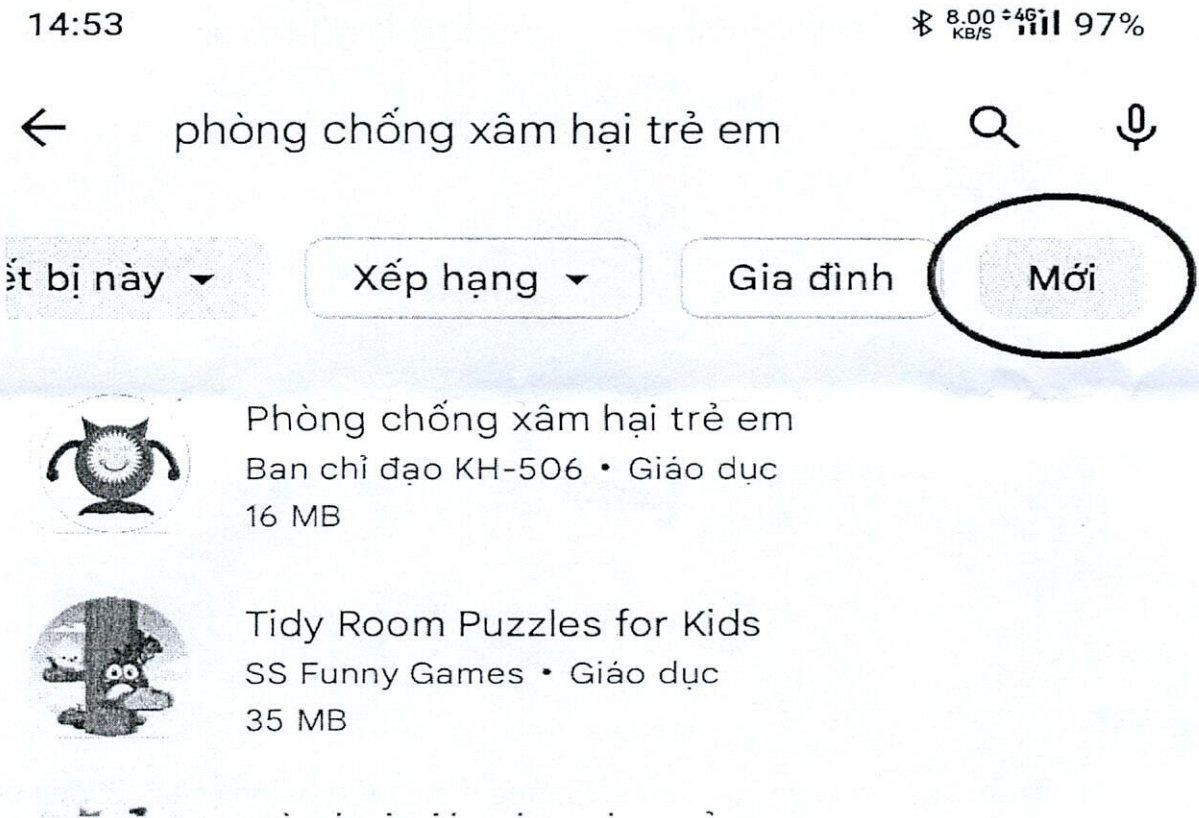 14:53
8.00 KB/S 4G+ 97%
phòng chống xâm hại trẻ em
ết bị này
Xếp hạng
Gia đình
Mới
Phòng chống xâm hại trẻ em
Ban chỉ đạo KH-506 • Giáo dục
16 MB
Tidy Room Puzzles for Kids
SS Funny Games • Giáo dục
35 MB